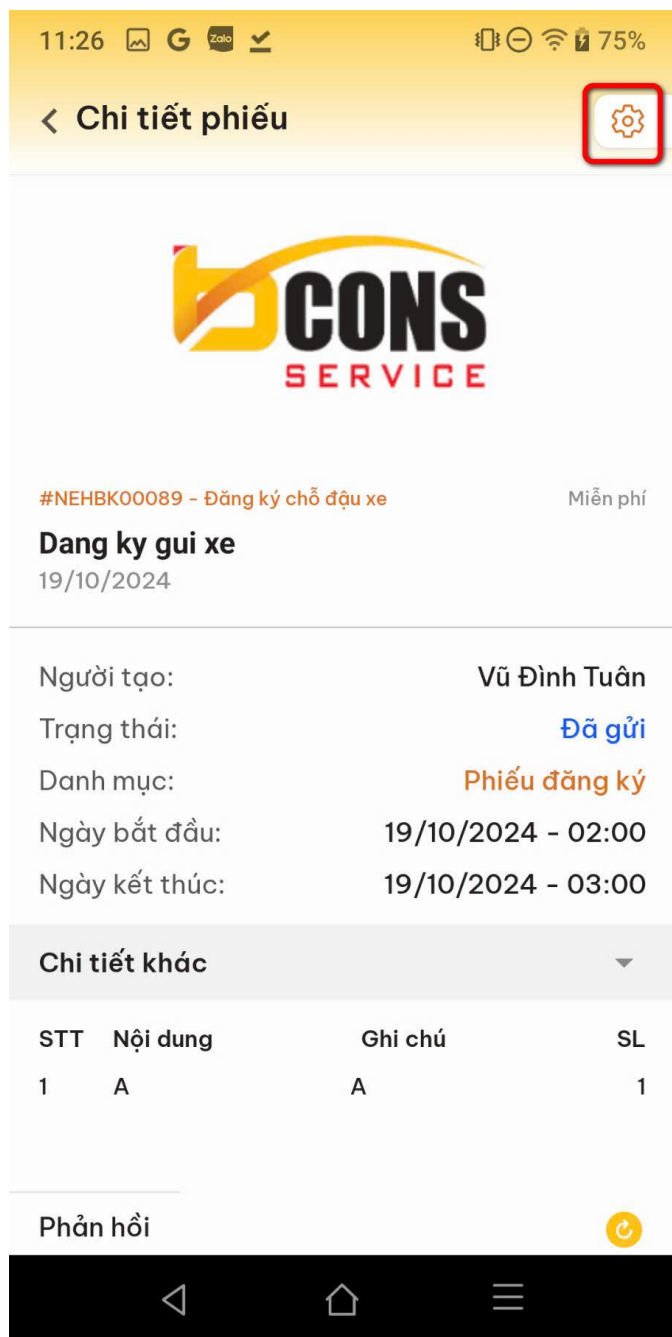 11:26 G Zalo 75%
Chi tiết phiếu
bCONS
SERVICE
#NEHBK00089 - Đăng ký chỗ đậu xe Miễn phí
Dang ky gui xe
19/10/2024
Người tạo: Vũ Đình Tuân
Trạng thái: Đã gửi
Danh mục: Phiếu đăng ký
Ngày bắt đầu: 19/10/2024 - 02:00
Ngày kết thúc: 19/10/2024 - 03:00
Chi tiết khác
STT Nội dung Ghi chú SL
1 A A 1
Phản hồi